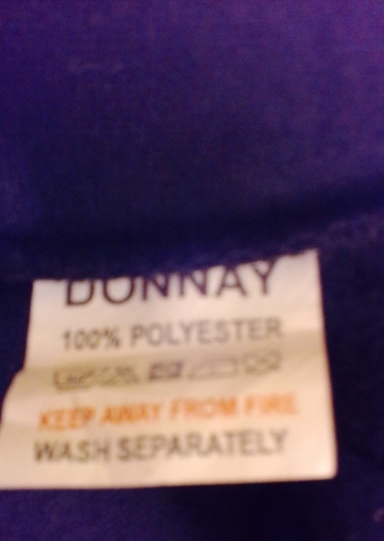 DONNAY
100% POLYESTER
KEEP AWAY FROM FIRE
WASH SEPARATELY